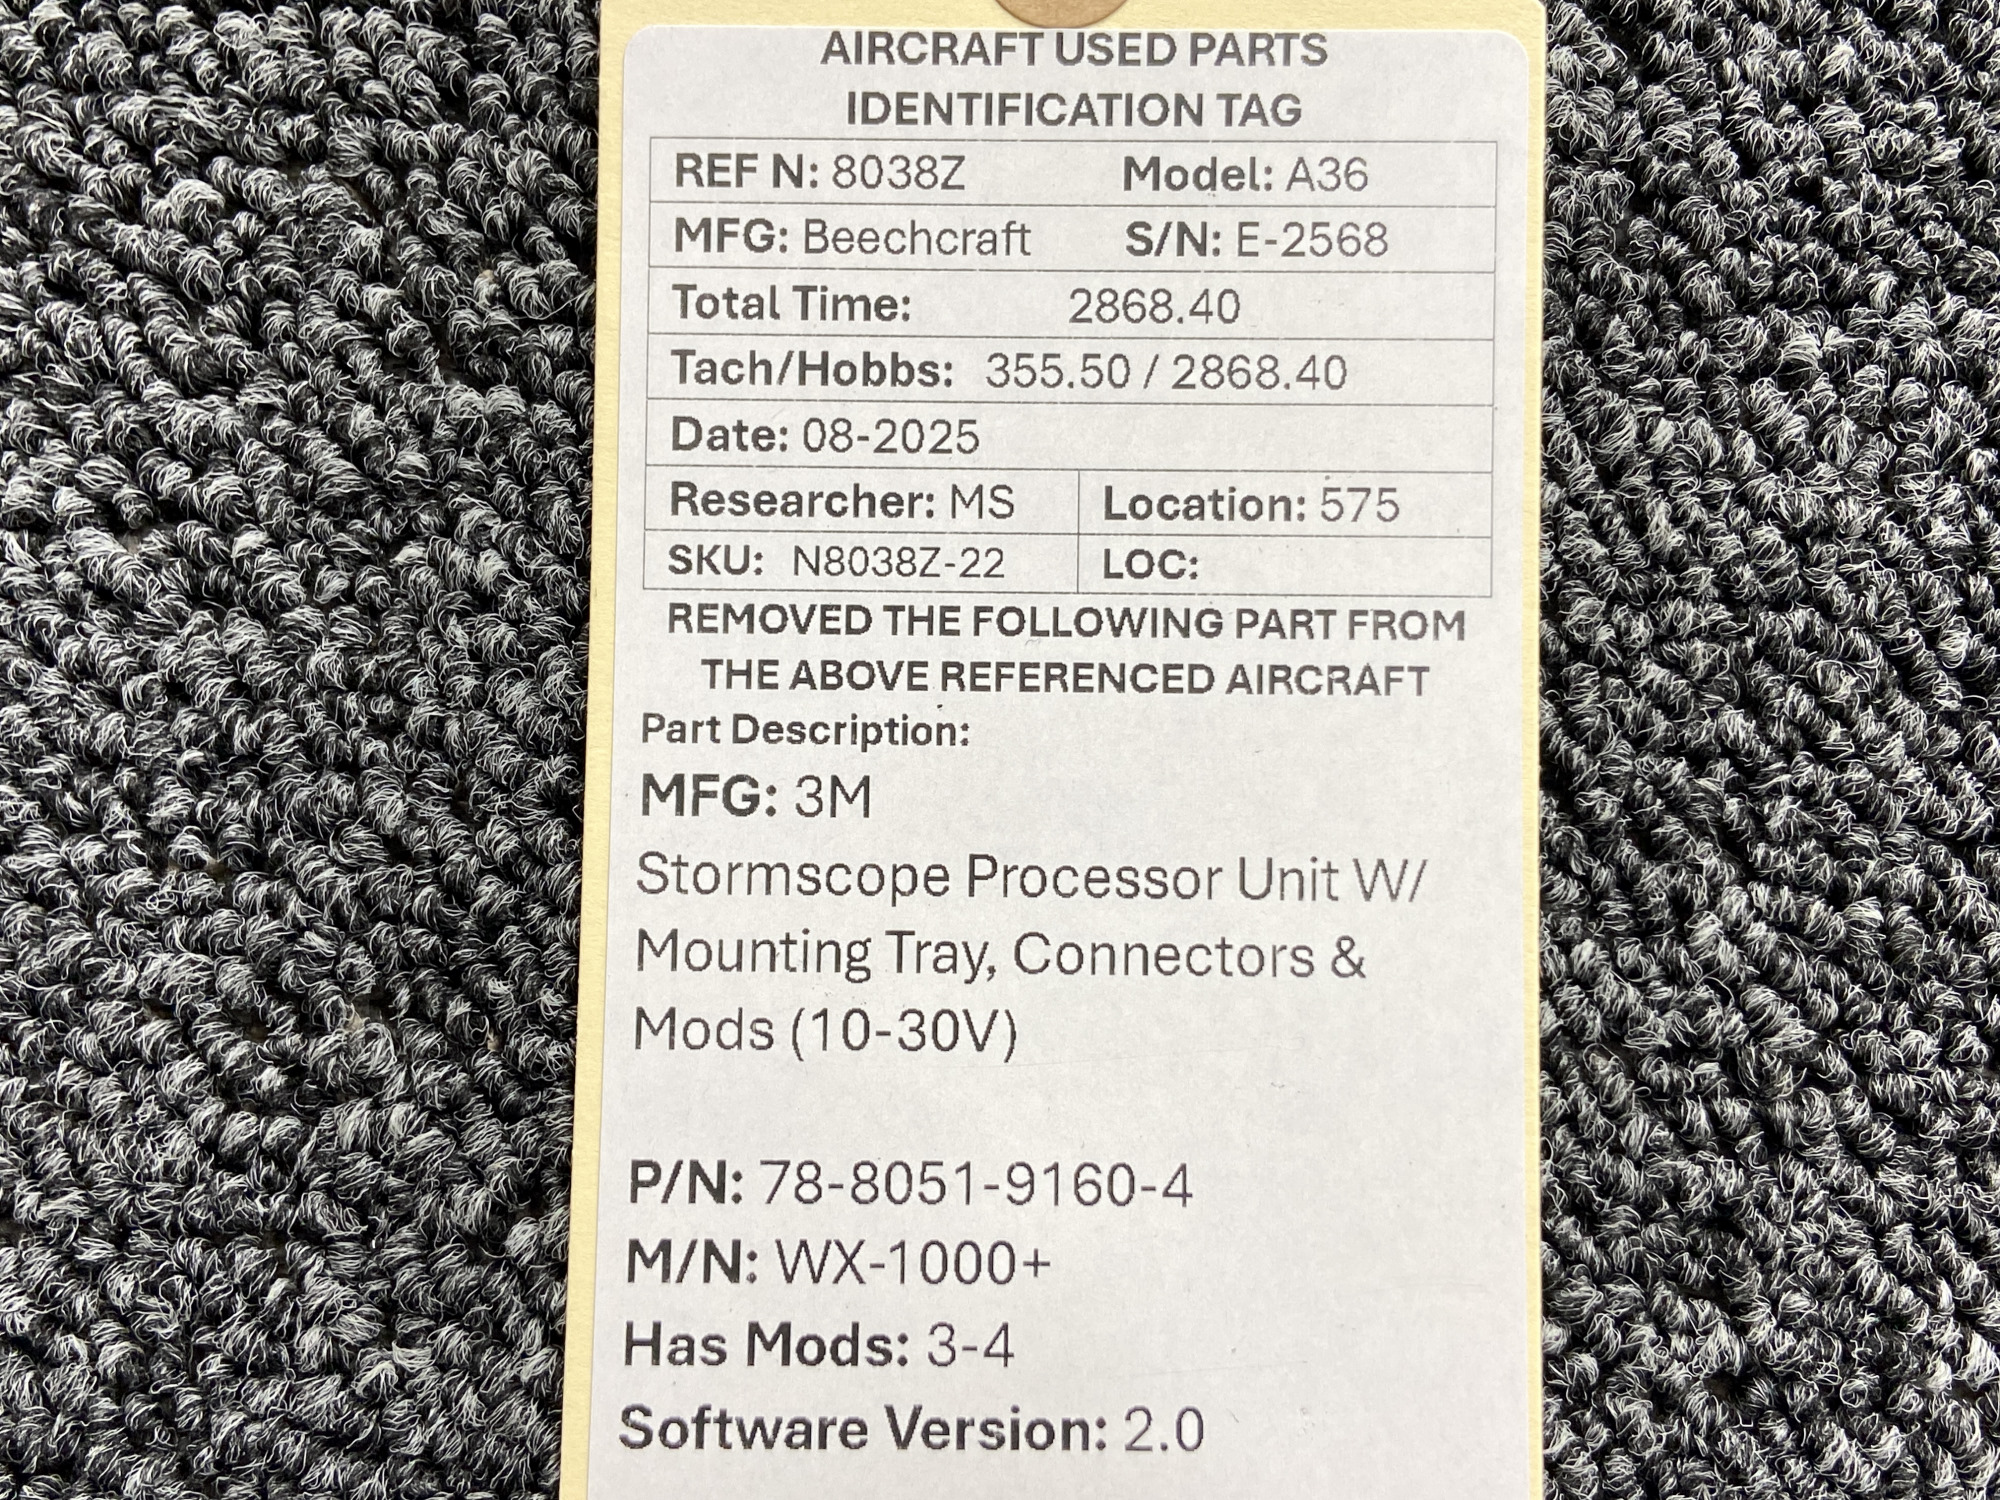 AIRCRAFT USED PARTS
IDENTIFICATION TAG
REF N: 8038Z Model: A36
MFG: Beechcraft S/N: E-2568
Total Time: 2868.40
Tach/Hobbs: 355.50 / 2868.40
Date: 08-2025
Researcher: MS Location: 575
SKU: N8038Z-22 LOC:
REMOVED THE FOLLOWING PART FROM
THE ABOVE REFERENCED AIRCRAFT
Part Description:
MFG: 3M
Stormscope Processor Unit W/
Mounting Tray, Connectors &
Mods (10-30V)
P/N: 78-8051-9160-4
M/N: WX-1000+
Has Mods: 3-4
Software Version: 2.0